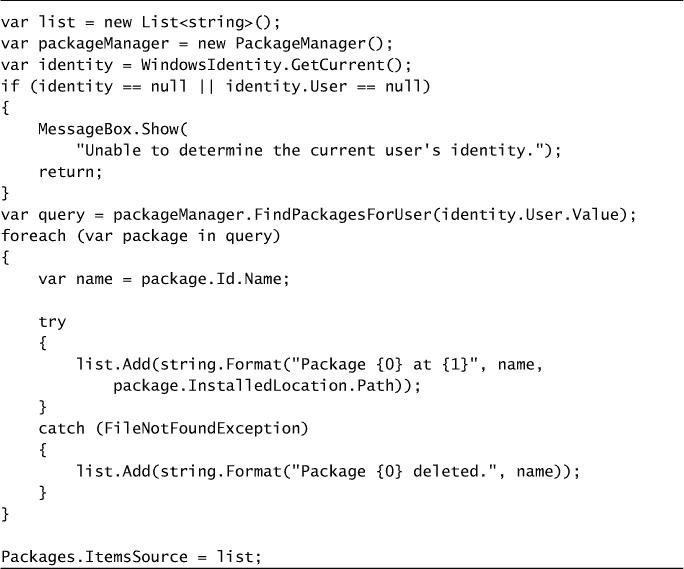 var list = new List<string>();
var packageManager = new PackageManager();
var identity = WindowsIdentity.GetCurrent();
if (identity == null || identity.User == null)
{
    MessageBox.Show(
        "Unable to determine the current user's identity.");
    return;
}
var query = packageManager.FindPackagesForUser(identity.User.Value);
foreach (var package in query)
{
    var name = package.Id.Name;

    try
    {
        list.Add(string.Format("Package {0} at {1}", name,
            package.InstalledLocation.Path));
    }
    catch (FileNotFoundException)
    {
        list.Add(string.Format("Package {0} deleted.", name));
    }
}

Packages.ItemsSource = list;